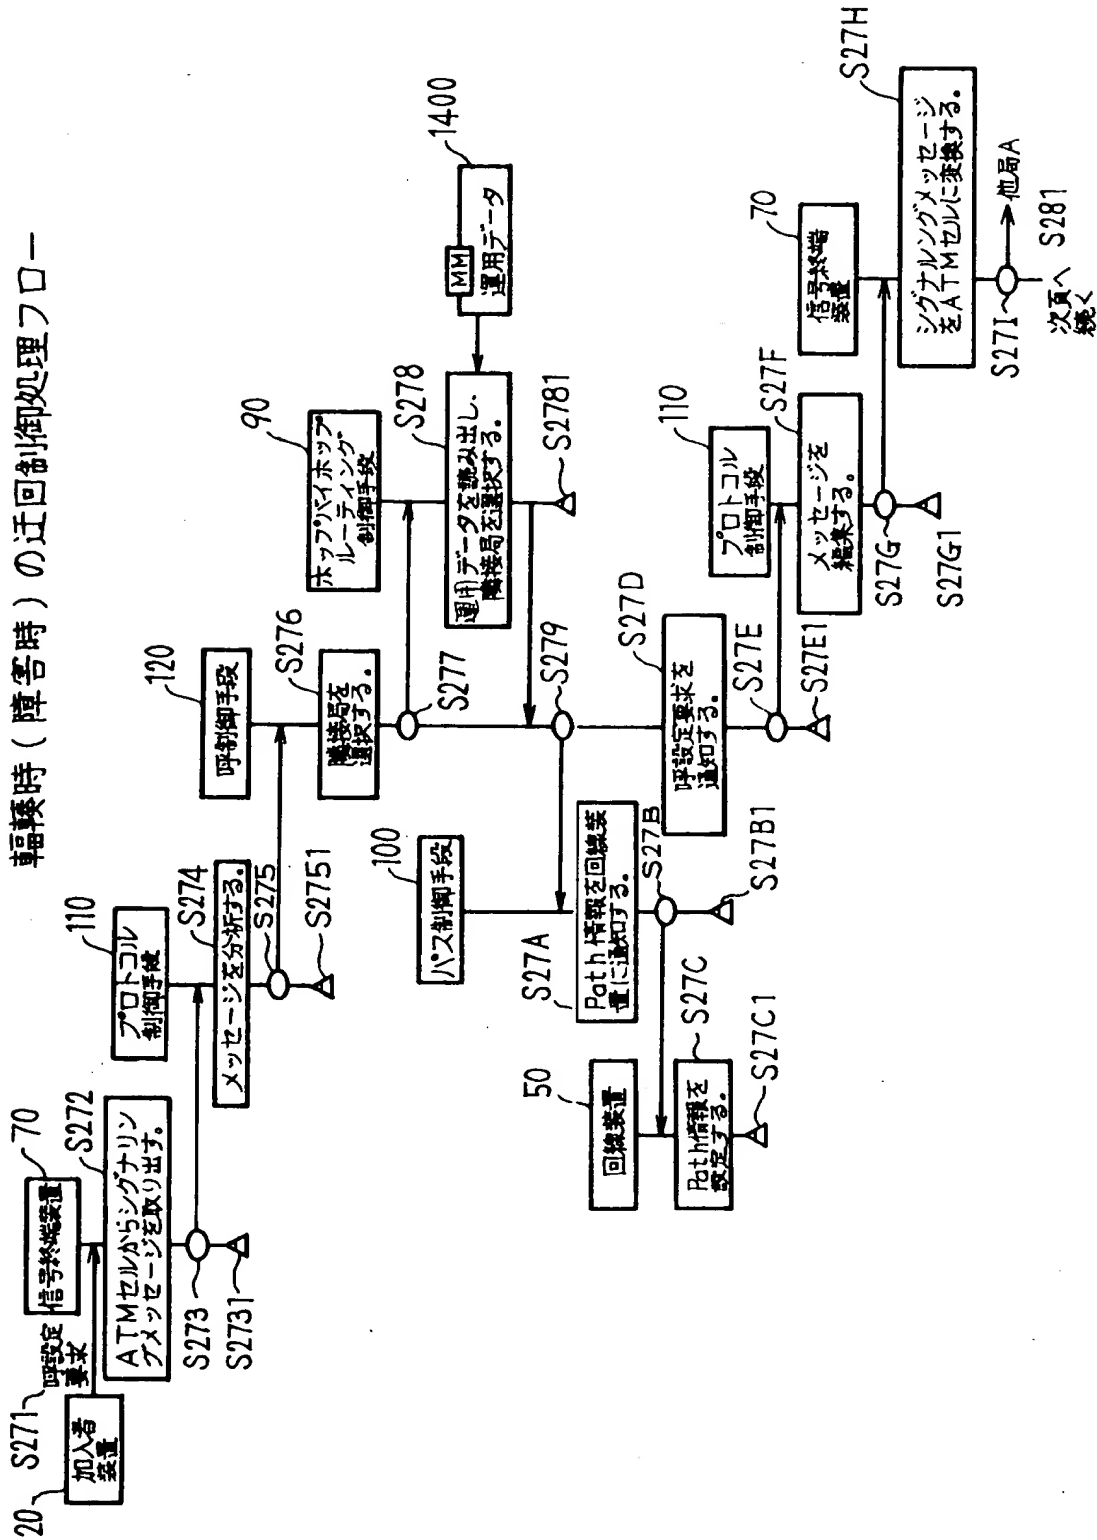 輻輳時(障害時)の迂回制御処理フロー
20
加入者
装置
S271
呼設定
要求
70
信号終端装置
S272
ATMセルからシグナリン
グメッセージを取り出す。
S273
S2731
110
プロトコル
制御手段
S274
メッセージを分析する。
S275
S2751
120
呼制御手段
S276
隣接局を
選択する。
S277
90
ホップバイホップ
ルーティング
制御手段
S278
運用データを読み出し、
隣接局を選択する。
S2781
1400
MM
運用データ
S279
100
パス制御手段
S27A
Path情報を回線装
置に通知する。
S27B
S27B1
50
回線装置
S27C
Path情報を
設定する。
S27C1
S27D
呼設定要求を
通知する。
S27E
S27E1
110
プロトコル
制御手段
S27F
メッセージを
編集する。
S27G
S27G1
70
信号終端
装置
S27H
シグナルングメッセージ
をATMセルに変換する。
S27I
他局A
次頁へ S281
続く